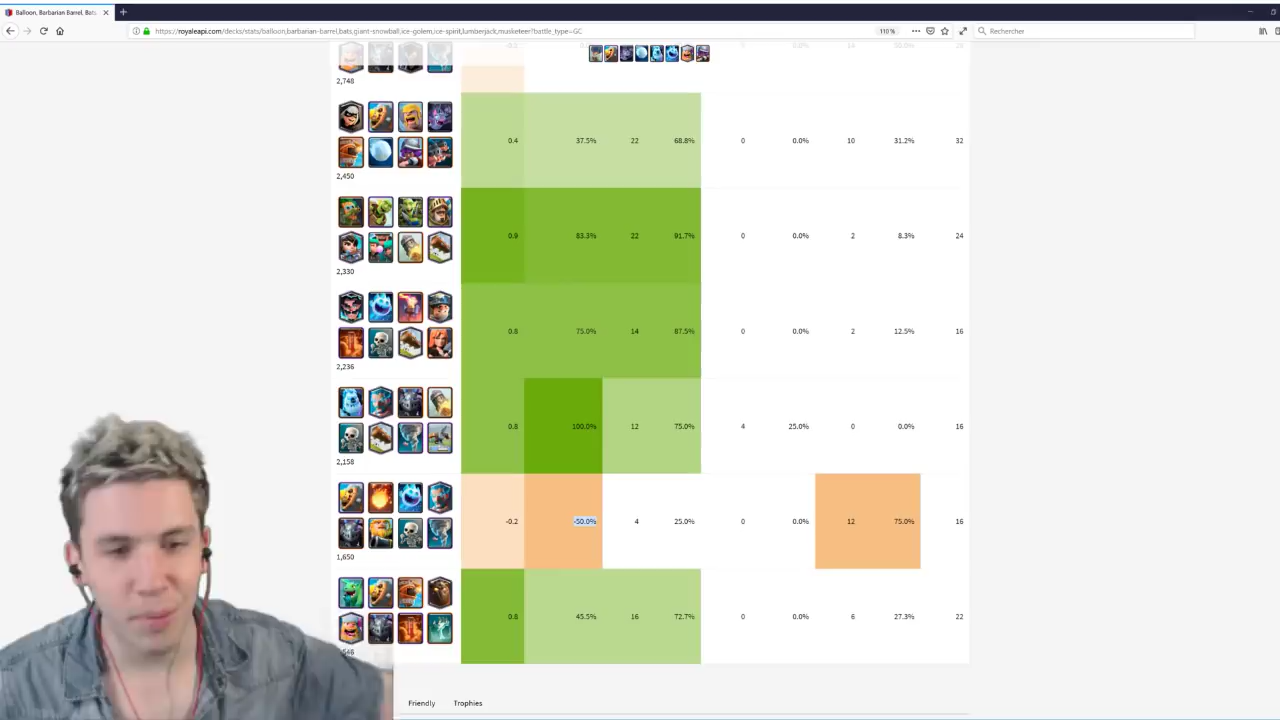 Balloon, Barbarian Barrel, Bats
https://royaleapi.com/decks/stats/balloon,barbarian-barrel,bats,giant-snowball,ice-golem,ice-spirit,lumberjack,musketeer?battle_type=GC
110 %
Rechercher
2,748
0.4 37.5% 22 68.8% 0 0.0% 10 31.2% 32
2,450
0.9 83.3% 22 91.7% 0 0.0% 2 8.3% 24
2,330
0.8 75.0% 14 87.5% 0 0.0% 2 12.5% 16
2,236
0.8 100.0% 12 75.0% 4 25.0% 0 0.0% 16
2,158
-0.2 -50.0% 4 25.0% 0 0.0% 12 75.0% 16
1,650
0.8 45.5% 16 72.7% 0 0.0% 6 27.3% 22
Friendly Trophies